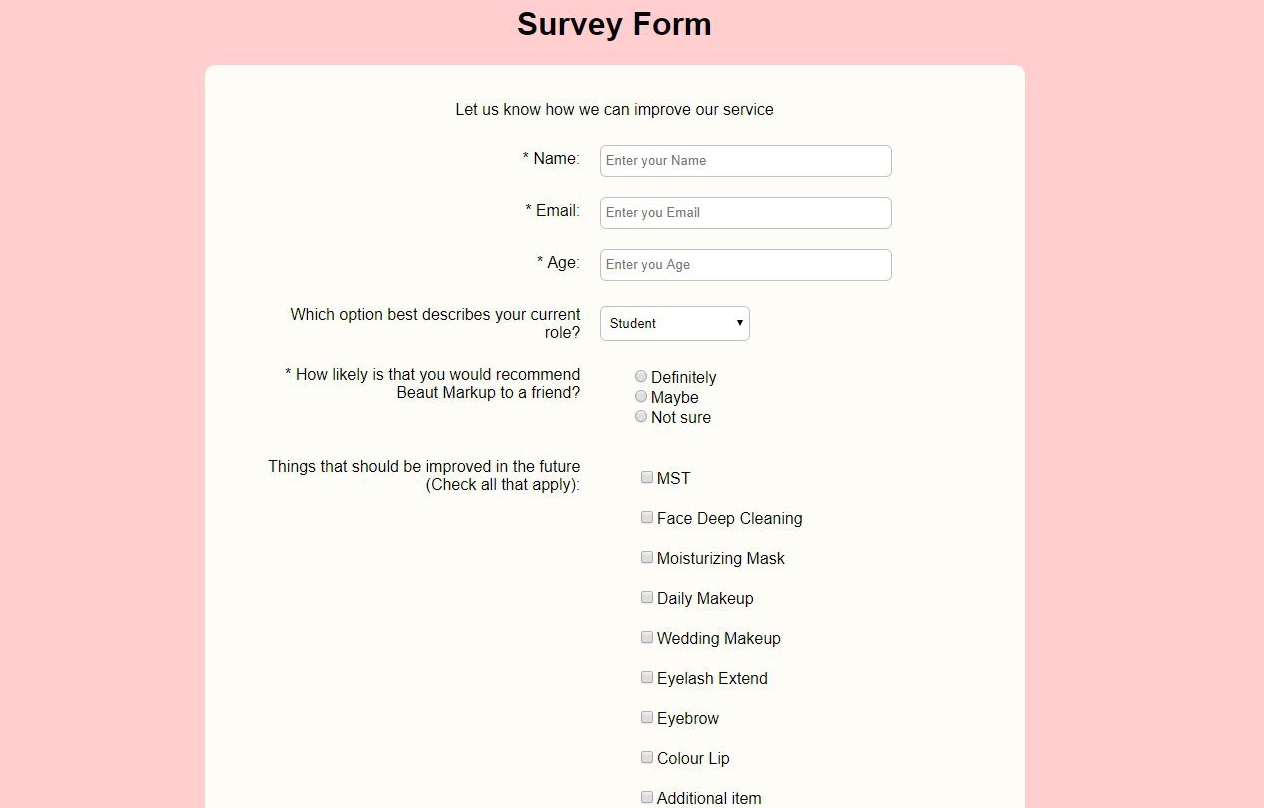 Survey Form
Let us know how we can improve our service
* Name:
Enter your Name
* Email:
Enter you Email
* Age:
Enter you Age
Which option best describes your current
role?
Student
* How likely is that you would recommend
Beaut Markup to a friend?
Definitely
Maybe
Not sure
Things that should be improved in the future
(Check all that apply):
MST
Face Deep Cleaning
Moisturizing Mask
Daily Makeup
Wedding Makeup
Eyelash Extend
Eyebrow
Colour Lip
Additional item